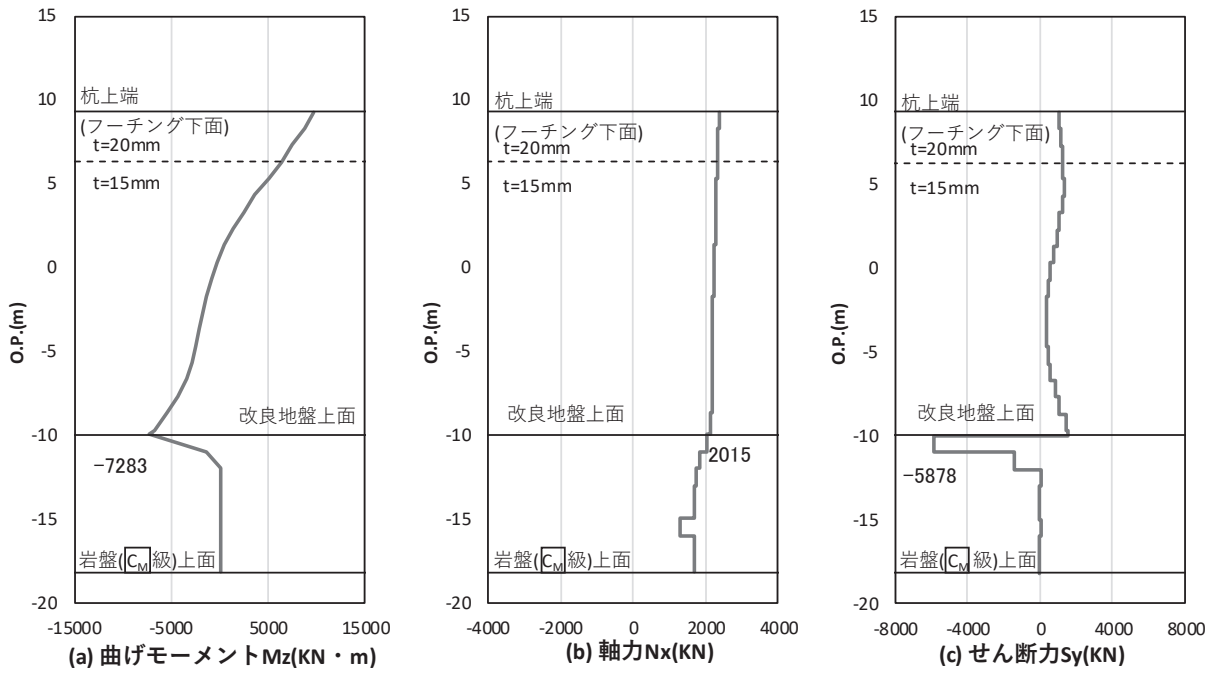 15
10
5
0
-5
-10
-15
-20
O.P.(m)
杭上端
(フーチング下面)
t=20mm
t=15mm
改良地盤上面
-7283
岩盤(CM級)上面
-15000 -5000 5000 15000
(a) 曲げモーメントMz(KN・m)
15
10
5
0
-5
-10
-15
-20
O.P.(m)
杭上端
(フーチング下面)
t=20mm
t=15mm
改良地盤上面
2015
岩盤(CM級)上面
-4000 -2000 0 2000 4000
(b) 軸力Nx(KN)
15
10
5
0
-5
-10
-15
-20
O.P.(m)
杭上端
(フーチング下面)
t=20mm
t=15mm
改良地盤上面
-5878
岩盤(CM級)上面
-8000 -4000 0 4000 8000
(c) せん断力Sy(KN)